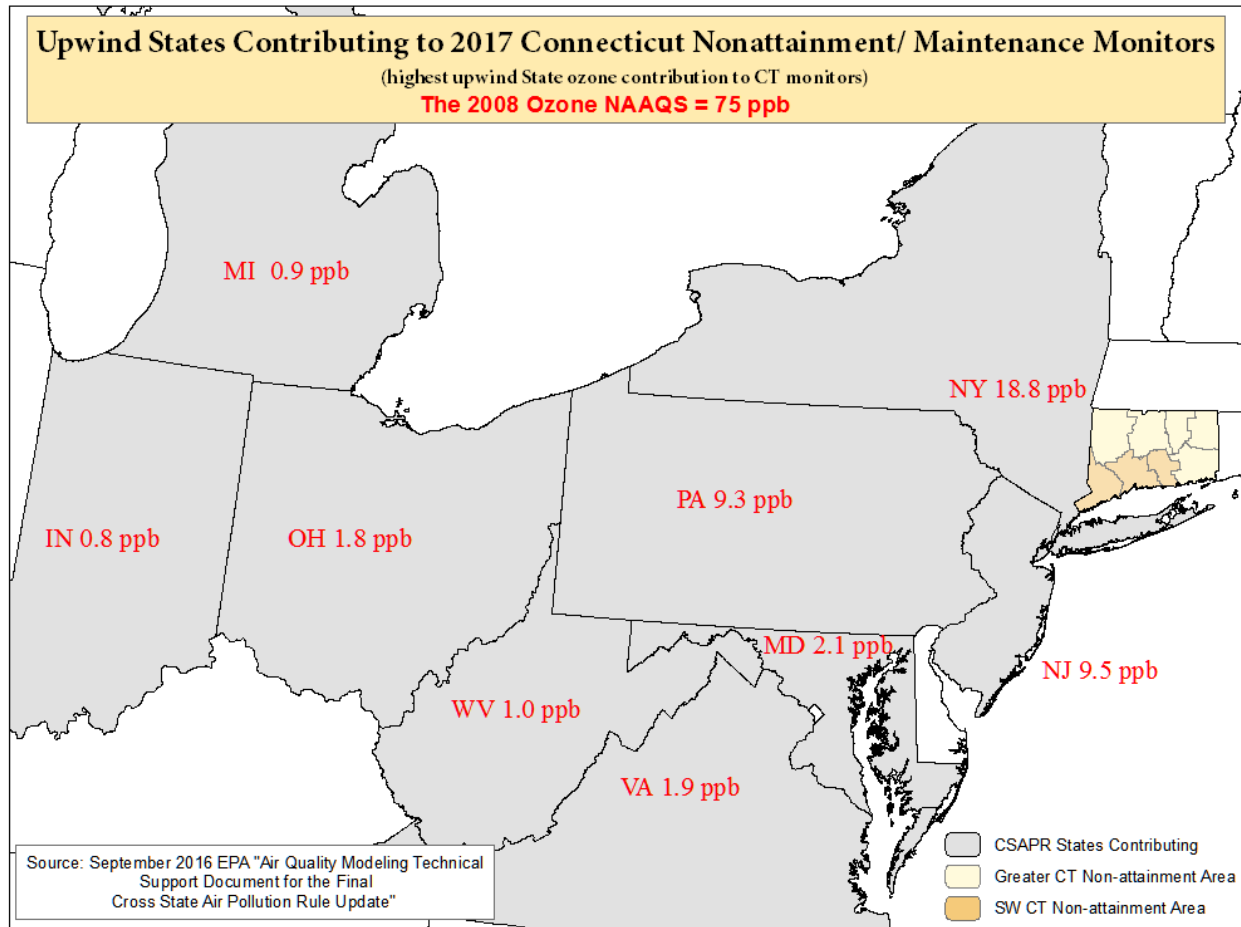 Upwind States Contributing to 2017 Connecticut Nonattainment/ Maintenance Monitors
(highest upwind State ozone contribution to CT monitors)
The 2008 Ozone NAAQS = 75 ppb
MI 0.9 ppb
NY 18.8 ppb
PA 9.3 ppb
IN 0.8 ppb
OH 1.8 ppb
MD 2.1 ppb
NJ 9.5 ppb
WV 1.0 ppb
VA 1.9 ppb
Source: September 2016 EPA "Air Quality Modeling Technical
Support Document for the Final
Cross State Air Pollution Rule Update"
CSAPR States Contributing
Greater CT Non-attainment Area
SW CT Non-attainment Area